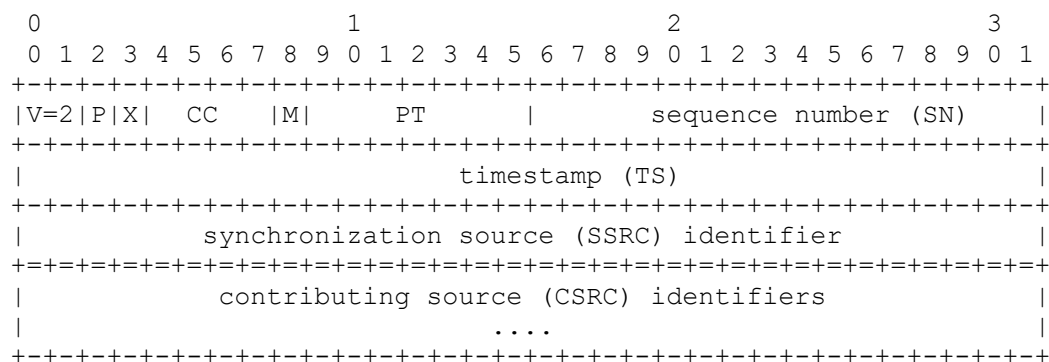 0                   1                   2                   3
 0 1 2 3 4 5 6 7 8 9 0 1 2 3 4 5 6 7 8 9 0 1 2 3 4 5 6 7 8 9 0 1
+-+-+-+-+-+-+-+-+-+-+-+-+-+-+-+-+-+-+-+-+-+-+-+-+-+-+-+-+-+-+-+-+
|V=2|P|X|  CC   |M|     PT      |       sequence number (SN)    |
+-+-+-+-+-+-+-+-+-+-+-+-+-+-+-+-+-+-+-+-+-+-+-+-+-+-+-+-+-+-+-+-+
|                           timestamp (TS)                      |
+-+-+-+-+-+-+-+-+-+-+-+-+-+-+-+-+-+-+-+-+-+-+-+-+-+-+-+-+-+-+-+-+
|           synchronization source (SSRC) identifier            |
+=+=+=+=+=+=+=+=+=+=+=+=+=+=+=+=+=+=+=+=+=+=+=+=+=+=+=+=+=+=+=+=+
|            contributing source (CSRC) identifiers             |
|                             ....                              |
+-+-+-+-+-+-+-+-+-+-+-+-+-+-+-+-+-+-+-+-+-+-+-+-+-+-+-+-+-+-+-+-+